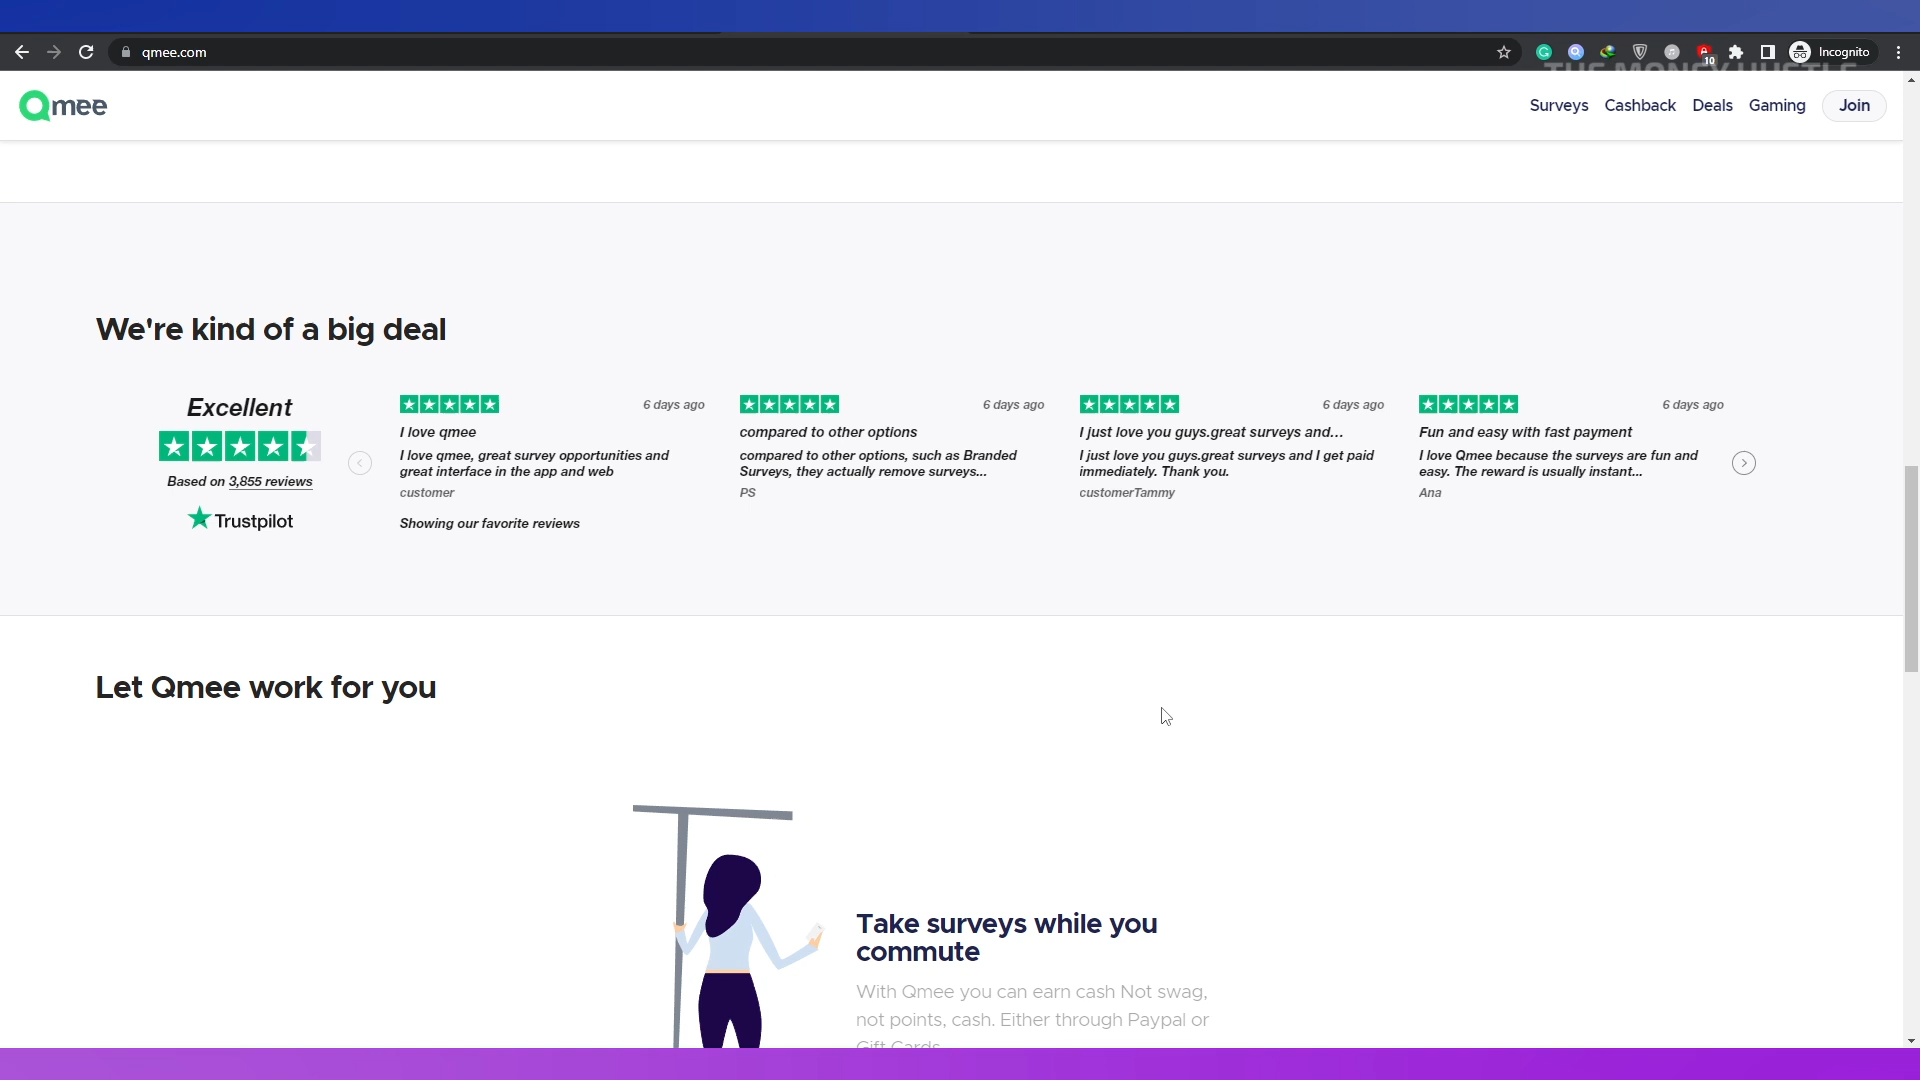 qmee.com
10
Incognito
THE MONEY HUSTLE
Qmee
Surveys Cashback Deals Gaming Join
We're kind of a big deal
Excellent
Based on 3,855 reviews
Trustpilot
6 days ago
I love qmee
I love qmee, great survey opportunities and
great interface in the app and web
customer
Showing our favorite reviews
6 days ago
compared to other options
compared to other options, such as Branded
Surveys, they actually remove surveys...
PS
6 days ago
I just love you guys.great surveys and...
I just love you guys.great surveys and I get paid
immediately. Thank you.
customerTammy
6 days ago
Fun and easy with fast payment
I love Qmee because the surveys are fun and
easy. The reward is usually instant...
Ana
Let Qmee work for you
Take surveys while you
commute
With Qmee you can earn cash Not swag,
not points, cash. Either through Paypal or
Gift Cards